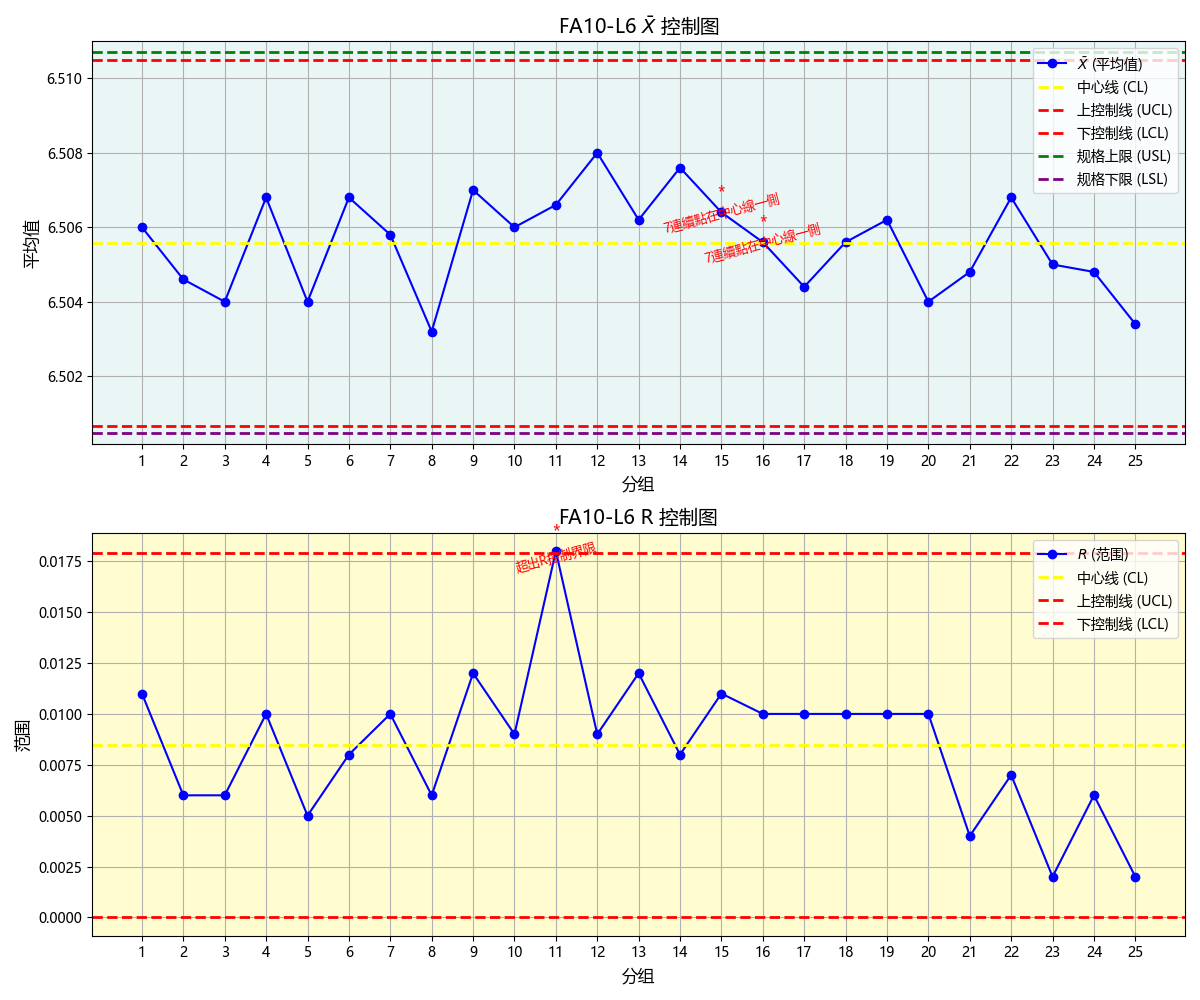 FA10-L6 X̄ 控制图
平均值
6.510
6.508
6.506
6.504
6.502
X̄ (平均值)
中心线 (CL)
上控制线 (UCL)
下控制线 (LCL)
规格上限 (USL)
规格下限 (LSL)
*
7連續點在中心線一側
*
7連續點在中心線一側
1 2 3 4 5 6 7 8 9 10 11 12 13 14 15 16 17 18 19 20 21 22 23 24 25
分组
FA10-L6 R 控制图
范围
0.0175
0.0150
0.0125
0.0100
0.0075
0.0050
0.0025
0.0000
R (范围)
中心线 (CL)
上控制线 (UCL)
下控制线 (LCL)
*
超出R控制界限
1 2 3 4 5 6 7 8 9 10 11 12 13 14 15 16 17 18 19 20 21 22 23 24 25
分组